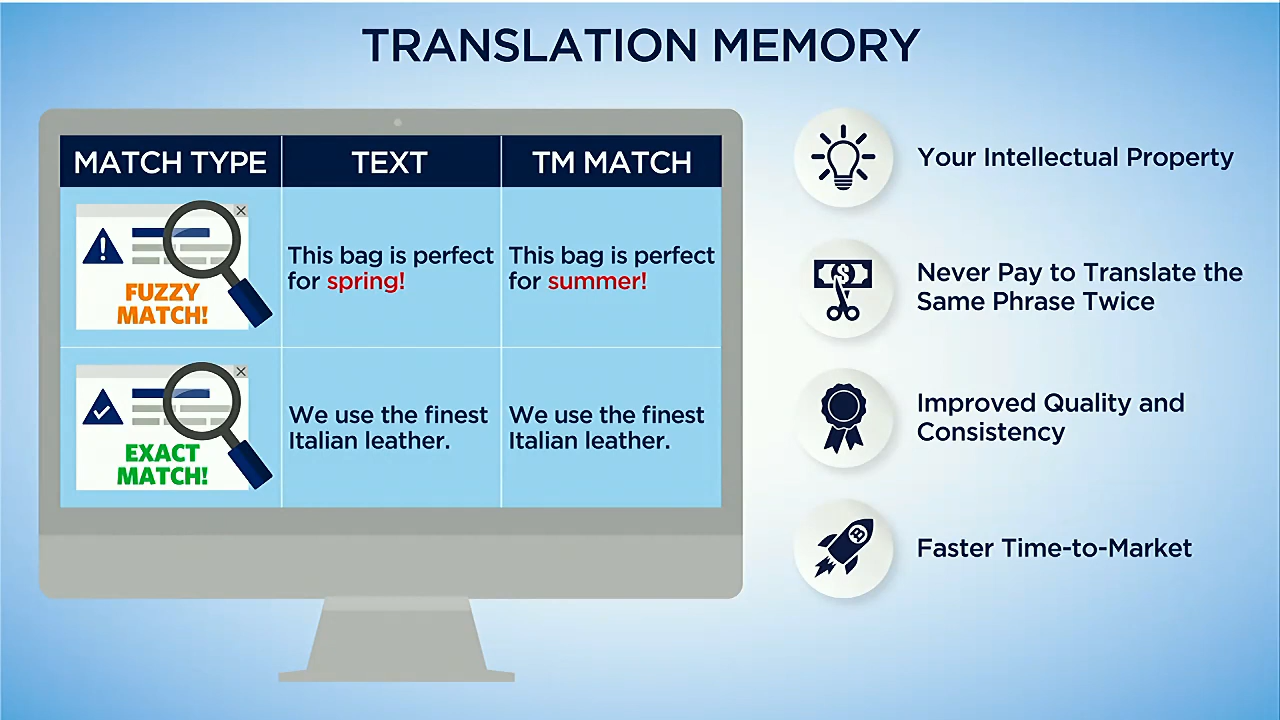 TRANSLATION MEMORY
MATCH TYPE
TEXT
TM MATCH
FUZZY
MATCH!
This bag is perfect
for spring!
This bag is perfect
for summer!
EXACT
MATCH!
We use the finest
Italian leather.
We use the finest
Italian leather.
Your Intellectual Property
Never Pay to Translate the
Same Phrase Twice
Improved Quality and
Consistency
Faster Time-to-Market